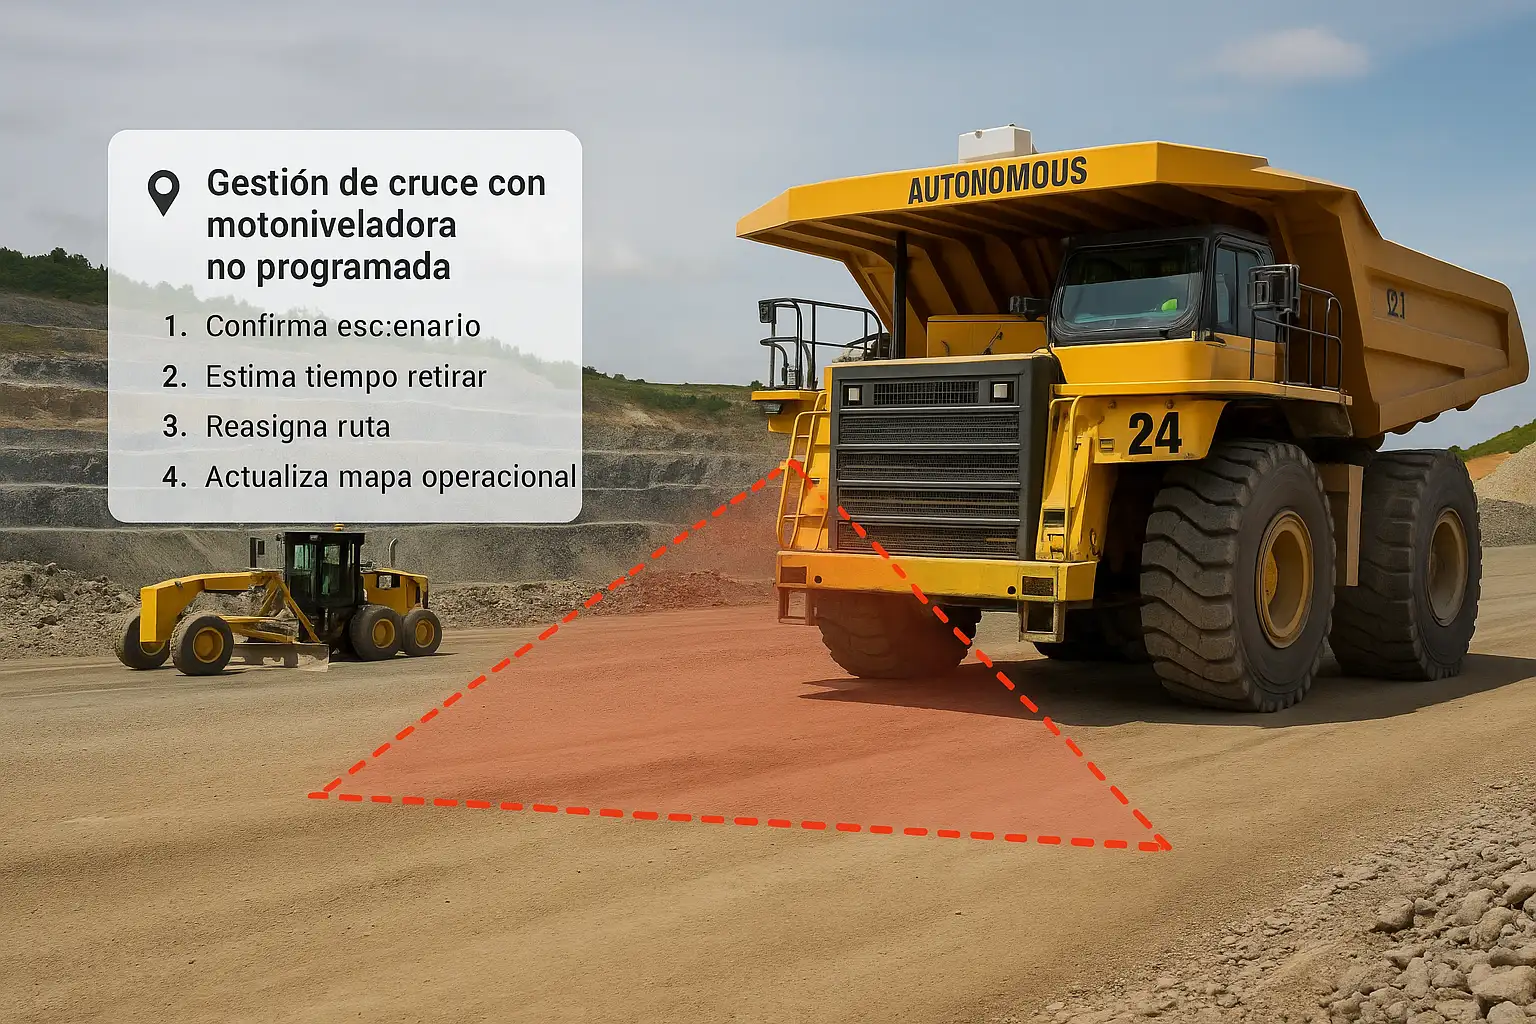 Gestión de cruce con
motoniveladora
no programada
1. Confirma esc:enario
2. Estima tiempo retirar
3. Reasigna ruta
4. Actualiza mapa operacional
AUTONOMOUS
24